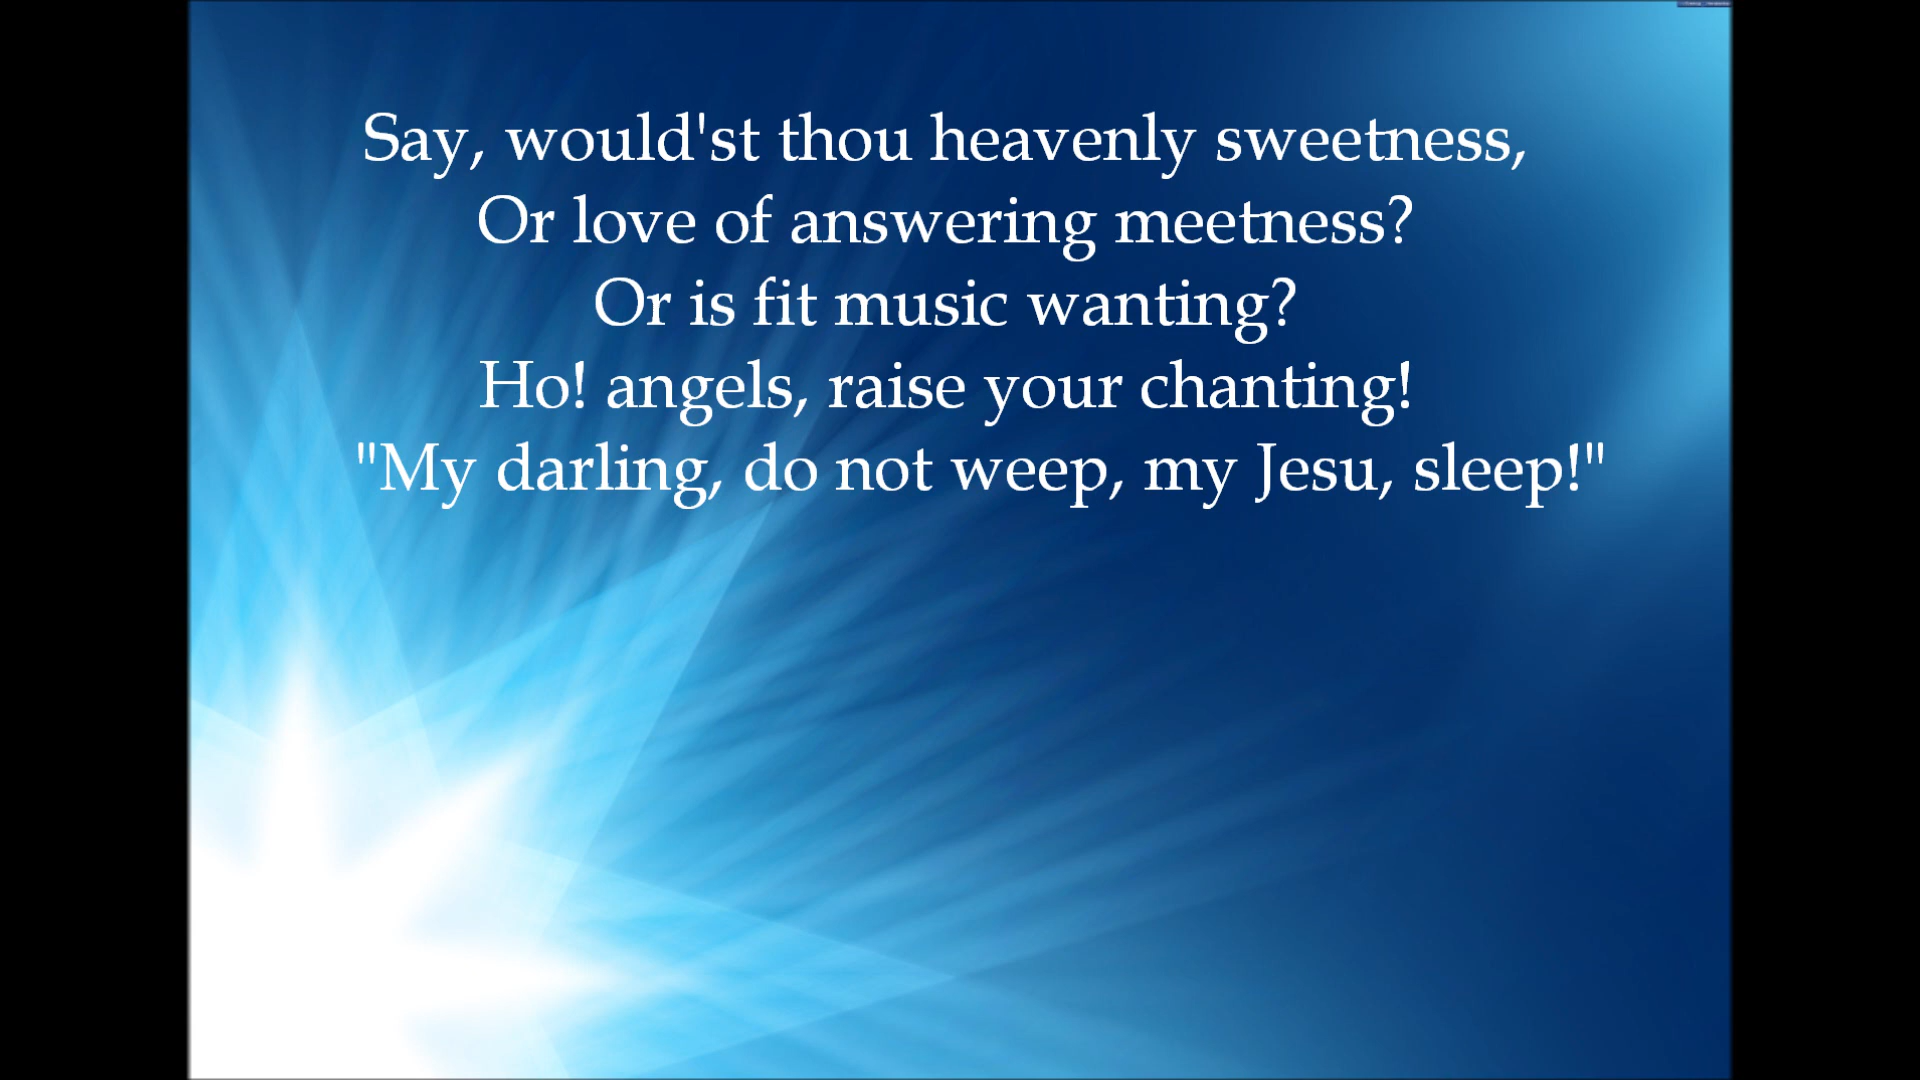 Say, would'st thou heavenly sweetness,
Or love of answering meetness?
Or is fit music wanting?
Ho! angels, raise your chanting!
"My darling, do not weep, my Jesu, sleep!"